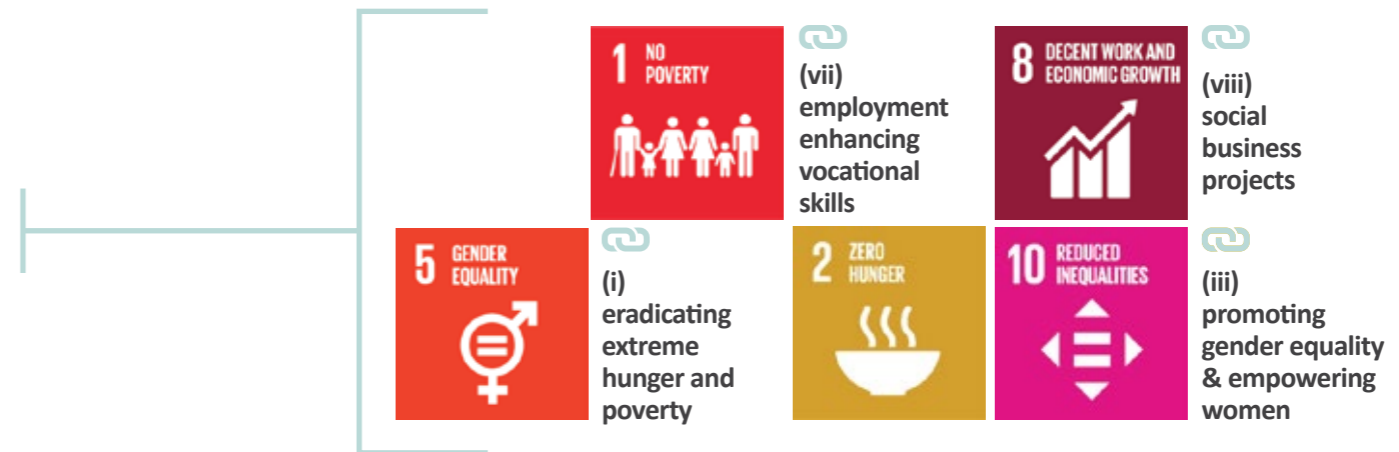 1 NO
POVERTY
(vii)
employment
enhancing
vocational
skills
8 DECENT WORK AND
ECONOMIC GROWTH
(viii)
social
business
projects
5 GENDER
EQUALITY
(i)
eradicating
extreme
hunger and
poverty
2 ZERO
HUNGER
10 REDUCED
INEQUALITIES
(iii)
promoting
gender equality
& empowering
women